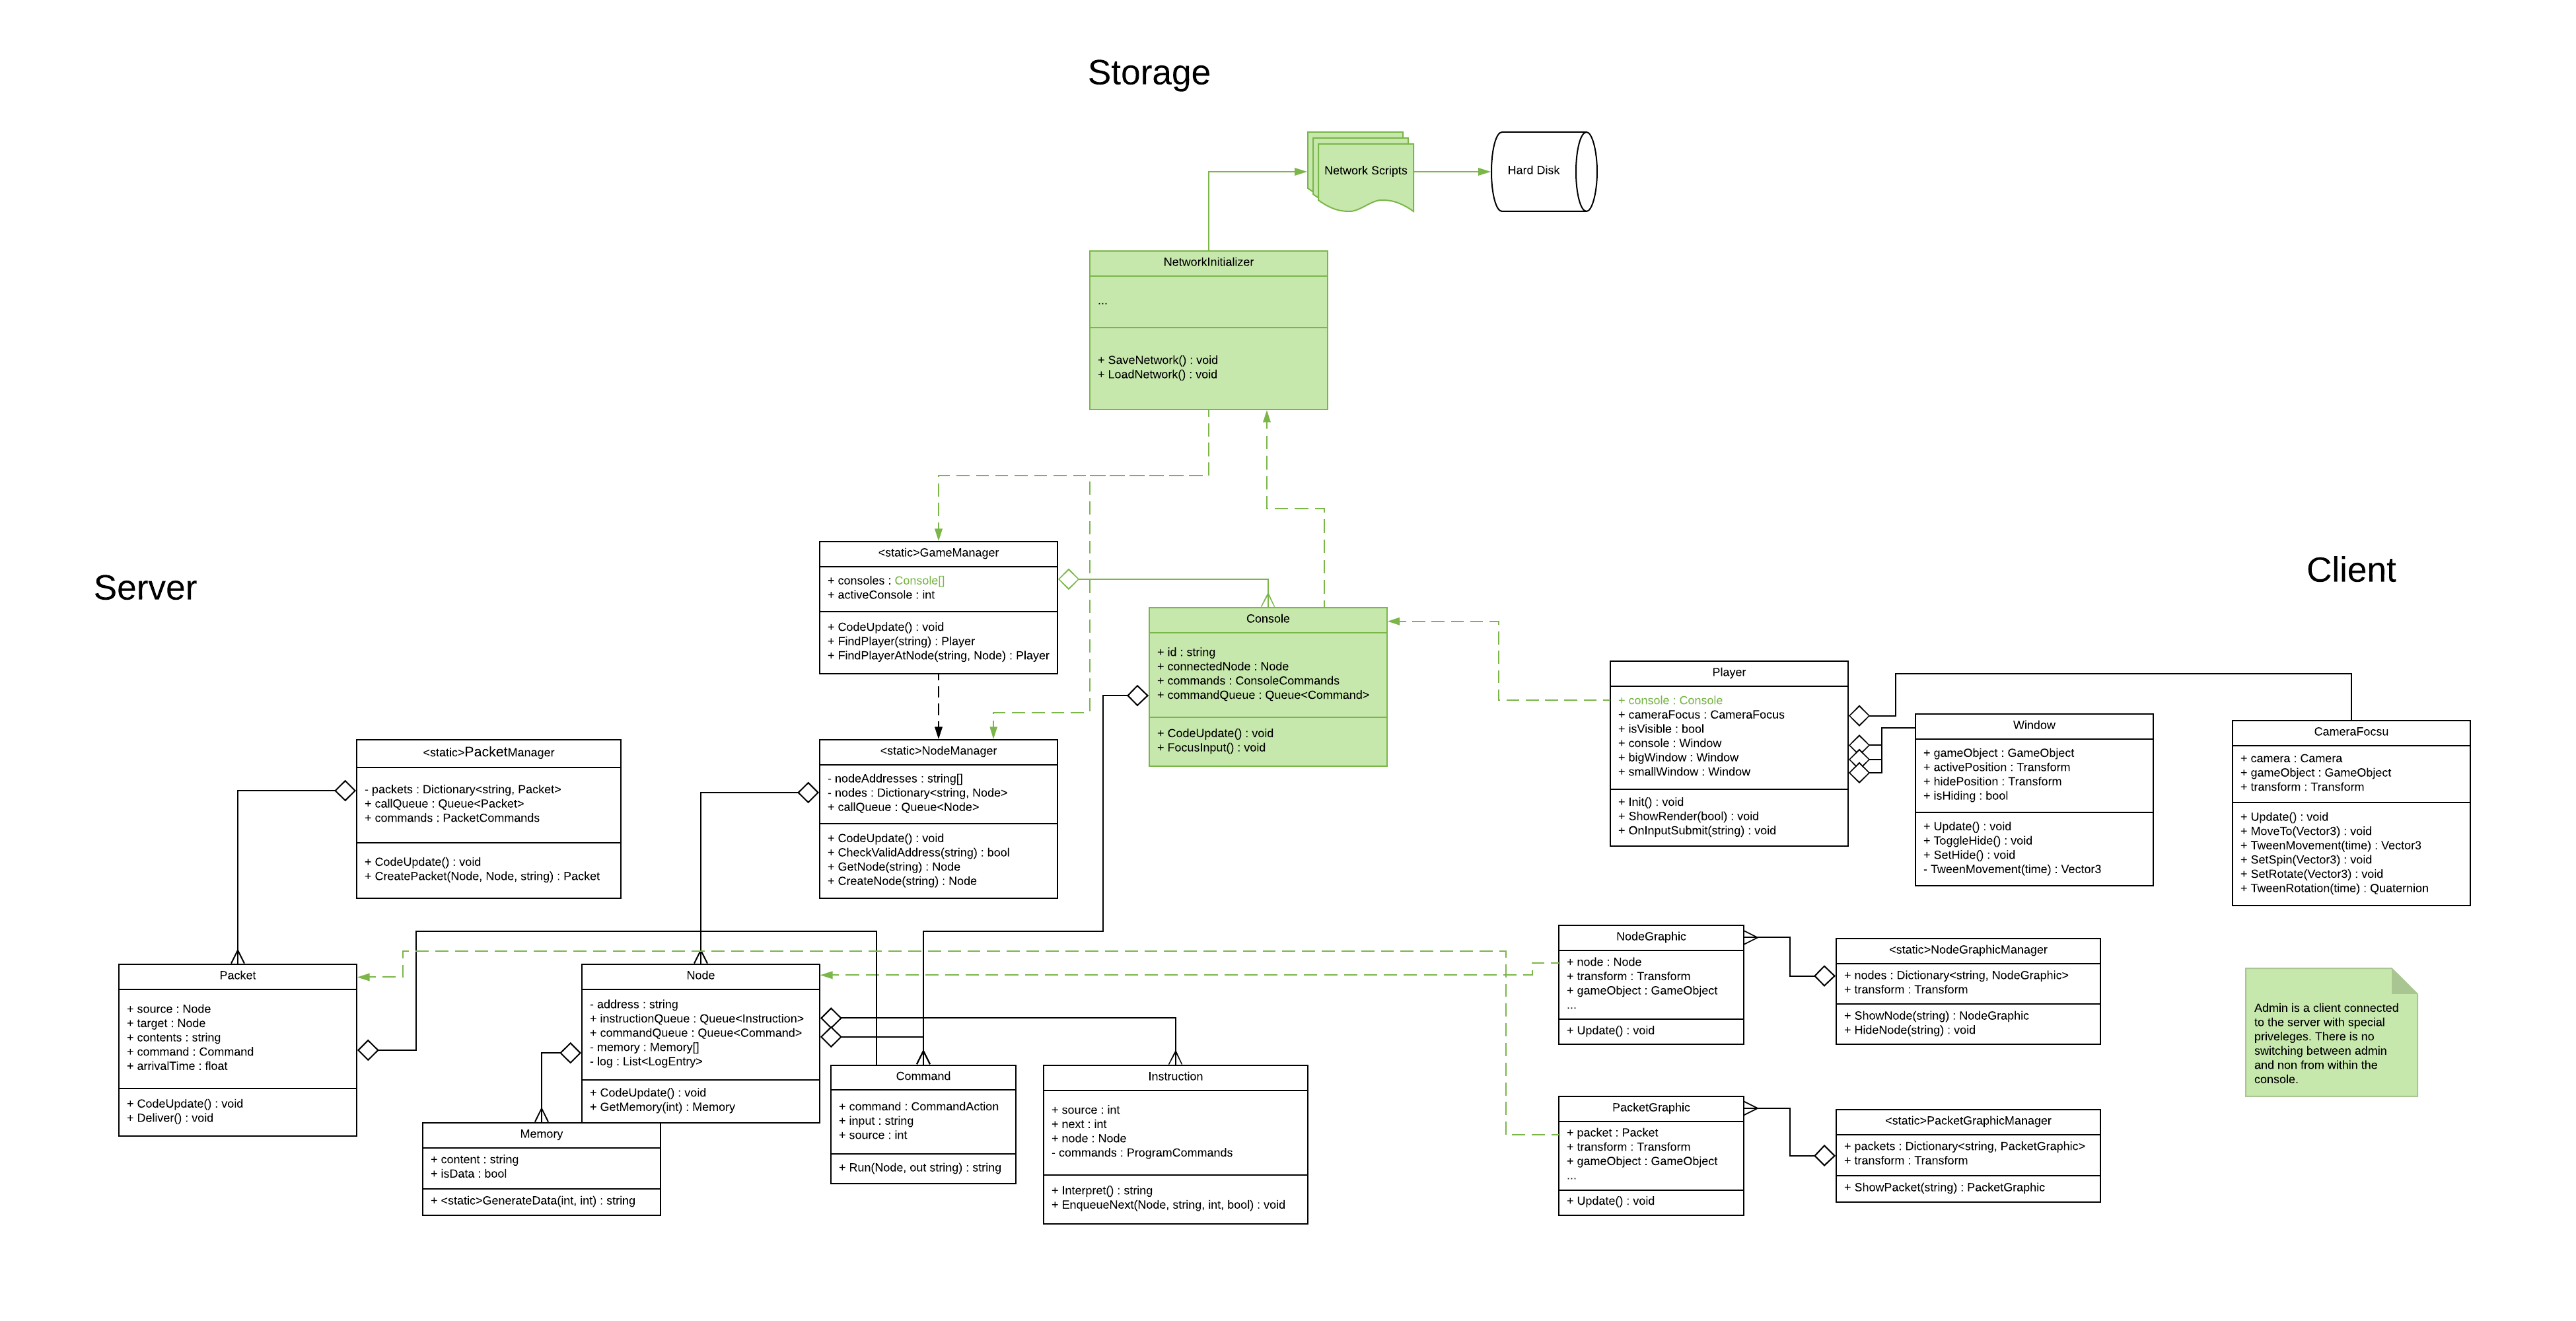 Storage
Network Scripts
Hard Disk
NetworkInitializer
...
+ SaveNetwork() : void
+ LoadNetwork() : void
Server
Client
<static>GameManager
+ consoles : Console[]
+ activeConsole : int
+ CodeUpdate() : void
+ FindPlayer(string) : Player
+ FindPlayerAtNode(string, Node) : Player
Console
+ id : string
+ connectedNode : Node
+ commands : ConsoleCommands
+ commandQueue : Queue<Command>
+ CodeUpdate() : void
+ FocusInput() : void
Player
+ console : Console
+ cameraFocus : CameraFocus
+ isVisible : bool
+ console : Window
+ bigWindow : Window
+ smallWindow : Window
+ Init() : void
+ ShowRender(bool) : void
+ OnInputSubmit(string) : void
Window
+ gameObject : GameObject
+ activePosition : Transform
+ hidePosition : Transform
+ isHiding : bool
+ Update() : void
+ ToggleHide() : void
+ SetHide() : void
- TweenMovement(time) : Vector3
CameraFocsu
+ camera : Camera
+ gameObject : GameObject
+ transform : Transform
+ Update() : void
+ MoveTo(Vector3) : void
+ TweenMovement(time) : Vector3
+ SetSpin(Vector3) : void
+ SetRotate(Vector3) : void
+ TweenRotation(time) : Quaternion
<static>PacketManager
- packets : Dictionary<string, Packet>
+ callQueue : Queue<Packet>
+ commands : PacketCommands
+ CodeUpdate() : void
+ CreatePacket(Node, Node, string) : Packet
<static>NodeManager
- nodeAddresses : string[]
- nodes : Dictionary<string, Node>
+ callQueue : Queue<Node>
+ CodeUpdate() : void
+ CheckValidAddress(string) : bool
+ GetNode(string) : Node
+ CreateNode(string) : Node
Packet
+ source : Node
+ target : Node
+ contents : string
+ command : Command
+ arrivalTime : float
+ CodeUpdate() : void
+ Deliver() : void
Node
- address : string
+ instructionQueue : Queue<Instruction>
+ commandQueue : Queue<Command>
- memory : Memory[]
- log : List<LogEntry>
+ CodeUpdate() : void
+ GetMemory(int) : Memory
Memory
+ content : string
+ isData : bool
+ <static>GenerateData(int, int) : string
Command
+ command : CommandAction
+ input : string
+ source : int
+ Run(Node, out string) : string
Instruction
+ source : int
+ next : int
+ node : Node
- commands : ProgramCommands
+ Interpret() : string
+ EnqueueNext(Node, string, int, bool) : void
NodeGraphic
+ node : Node
+ transform : Transform
+ gameObject : GameObject
...
+ Update() : void
<static>NodeGraphicManager
+ nodes : Dictionary<string, NodeGraphic>
+ transform : Transform
+ ShowNode(string) : NodeGraphic
+ HideNode(string) : void
PacketGraphic
+ packet : Packet
+ transform : Transform
+ gameObject : GameObject
...
+ Update() : void
<static>PacketGraphicManager
+ packets : Dictionary<string, PacketGraphic>
+ transform : Transform
+ ShowPacket(string) : PacketGraphic
Admin is a client connected
to the server with special
priveleges. There is no
switching between admin
and non from within the
console.